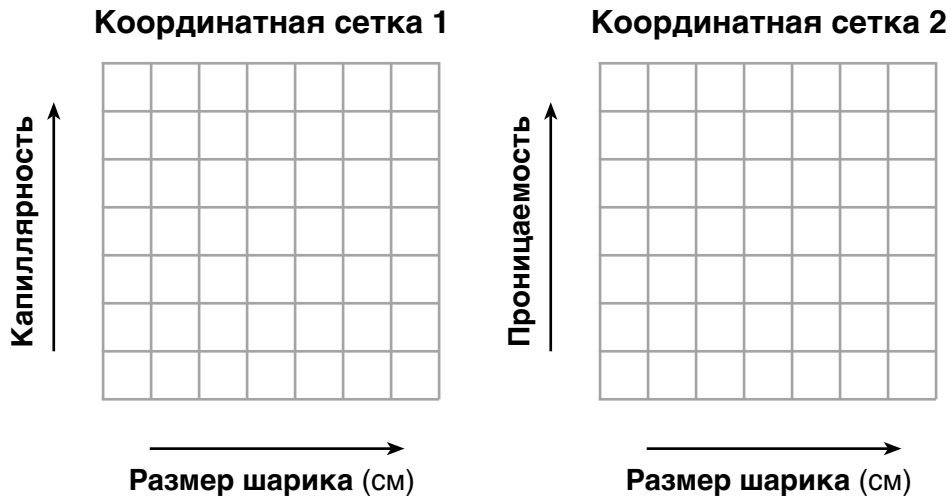 Координатная сетка 1
Капиллярность
Размер шарика (см)
Координатная сетка 2
Проницаемость
Размер шарика (см)